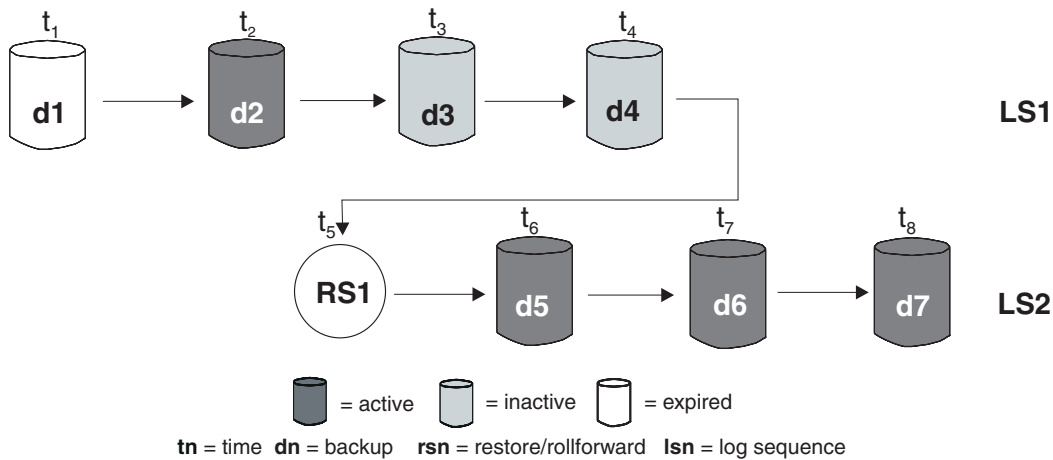 t1 t2 t3 t4
d1 d2 d3 d4 LS1
t5 t6 t7 t8
RS1 d5 d6 d7 LS2
= active = inactive = expired
tn = time dn = backup rsn = restore/rollforward lsn = log sequence